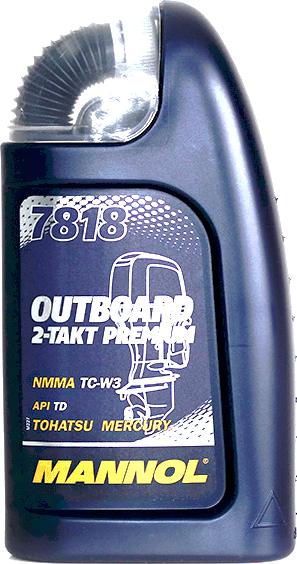 7818
OUTBOARD
2-TAKT PREMIUM
NMMA TC-W3
API TD
TOHATSU MERCURY
MANNOL®